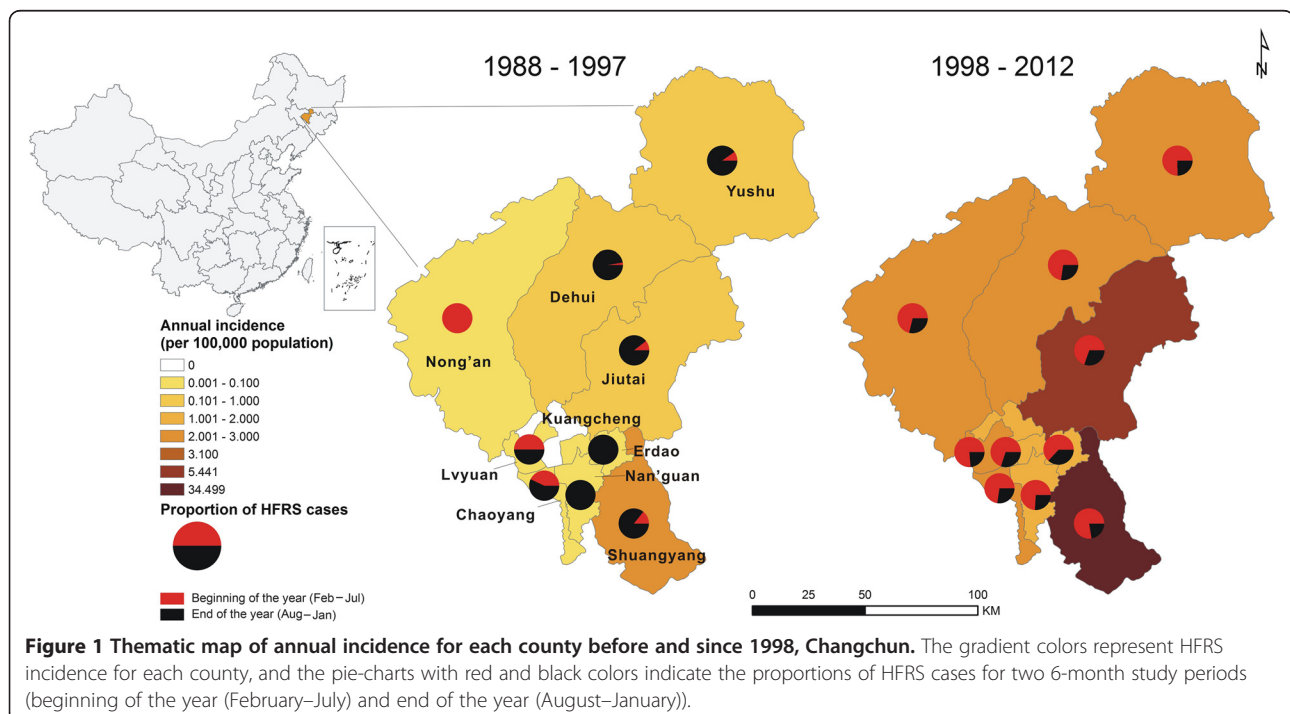 1988 - 1997
1998 - 2012
N
Yushu
Dehui
Nong'an
Jiutai
Kuangcheng
Erdao
Lvyuan
Nan'guan
Chaoyang
Shuangyang
Annual incidence
(per 100,000 population)
0
0.001 - 0.100
0.101 - 1.000
1.001 - 2.000
2.001 - 3.000
3.100
5.441
34.499
Proportion of HFRS cases
Beginning of the year (Feb–Jul)
End of the year (Aug–Jan)
0 25 50 100
KM
Figure 1 Thematic map of annual incidence for each county before and since 1998, Changchun. The gradient colors represent HFRS
incidence for each county, and the pie-charts with red and black colors indicate the proportions of HFRS cases for two 6-month study periods
(beginning of the year (February–July) and end of the year (August–January)).